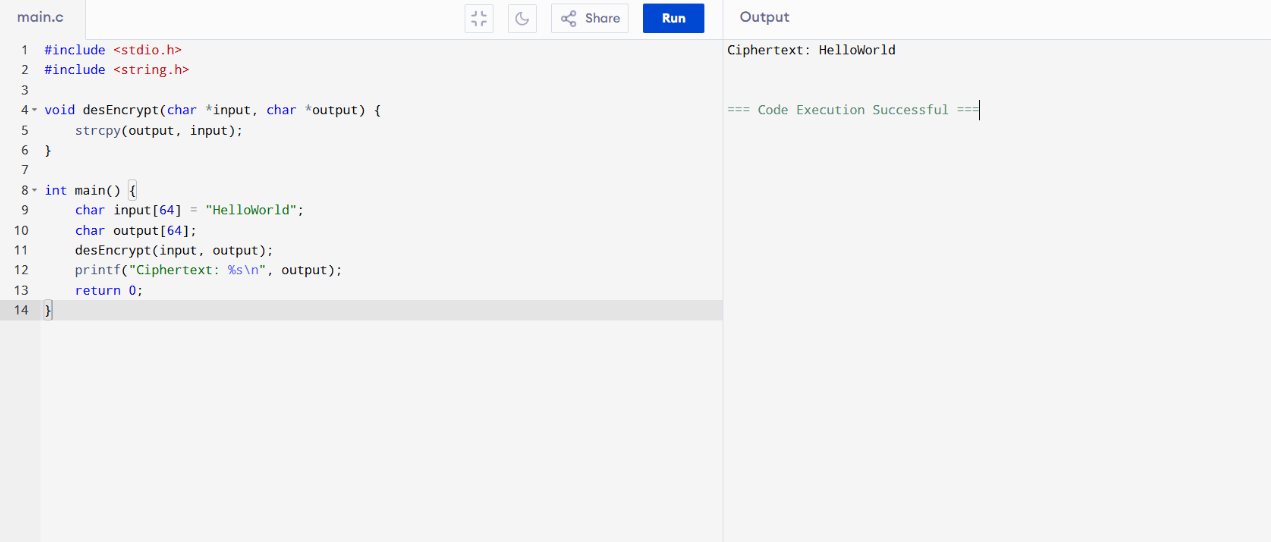 main.c
Share
Run
Output
1 #include <stdio.h>
2 #include <string.h>
3
4 void desEncrypt(char *input, char *output) {
5     strcpy(output, input);
6 }
7
8 int main() {
9     char input[64] = "HelloWorld";
10     char output[64];
11     desEncrypt(input, output);
12     printf("Ciphertext: %s\n", output);
13     return 0;
14 }
Ciphertext: HelloWorld
=== Code Execution Successful ===